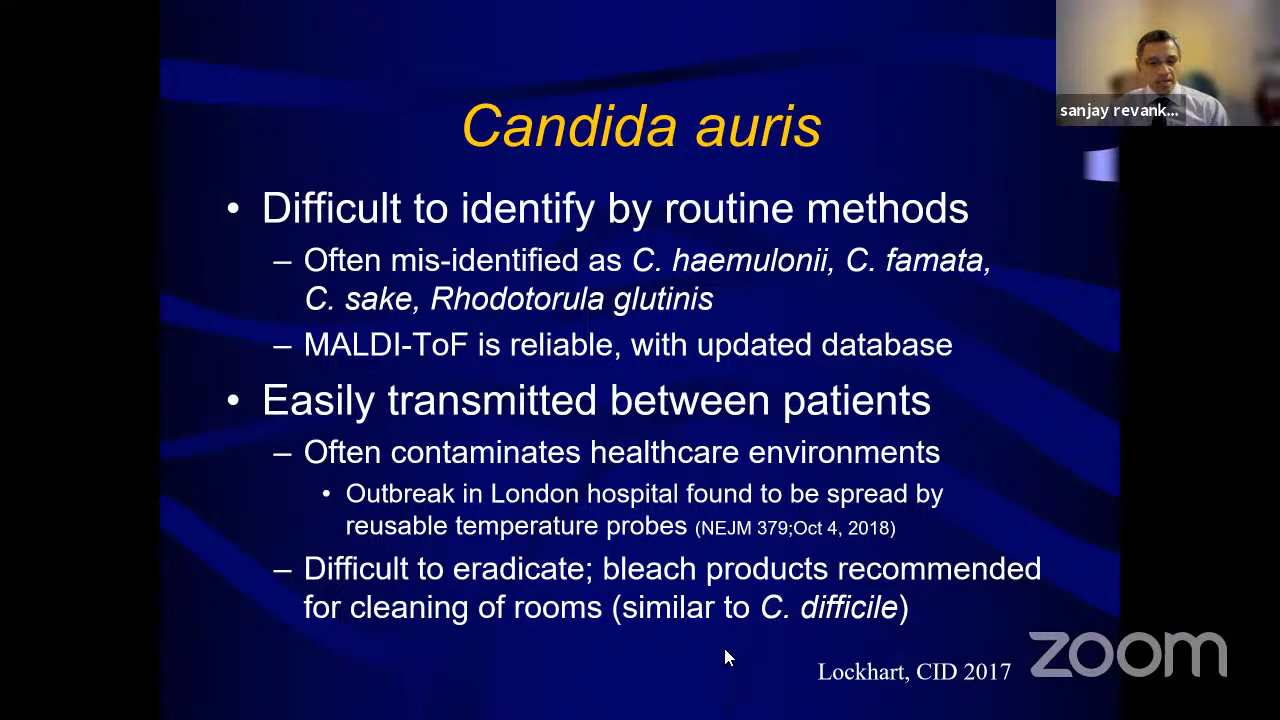 sanjay revank...
Candida auris
• Difficult to identify by routine methods
– Often mis-identified as C. haemulonii, C. famata,
C. sake, Rhodotorula glutinis
– MALDI-ToF is reliable, with updated database
• Easily transmitted between patients
– Often contaminates healthcare environments
• Outbreak in London hospital found to be spread by
reusable temperature probes (NEJM 379;Oct 4, 2018)
– Difficult to eradicate; bleach products recommended
for cleaning of rooms (similar to C. difficile)
Lockhart, CID 2017
zoom